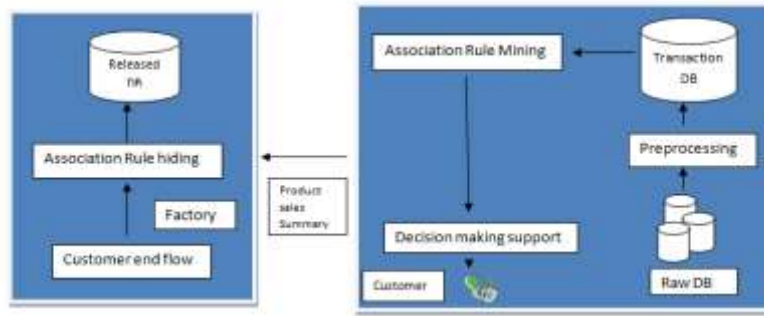 Released
Association Rule hiding
Factory
Customer end flow
Product
sales
Summary
Association Rule Mining
Transaction
DB
Preprocessing
Decision making support
Customer
Raw DB